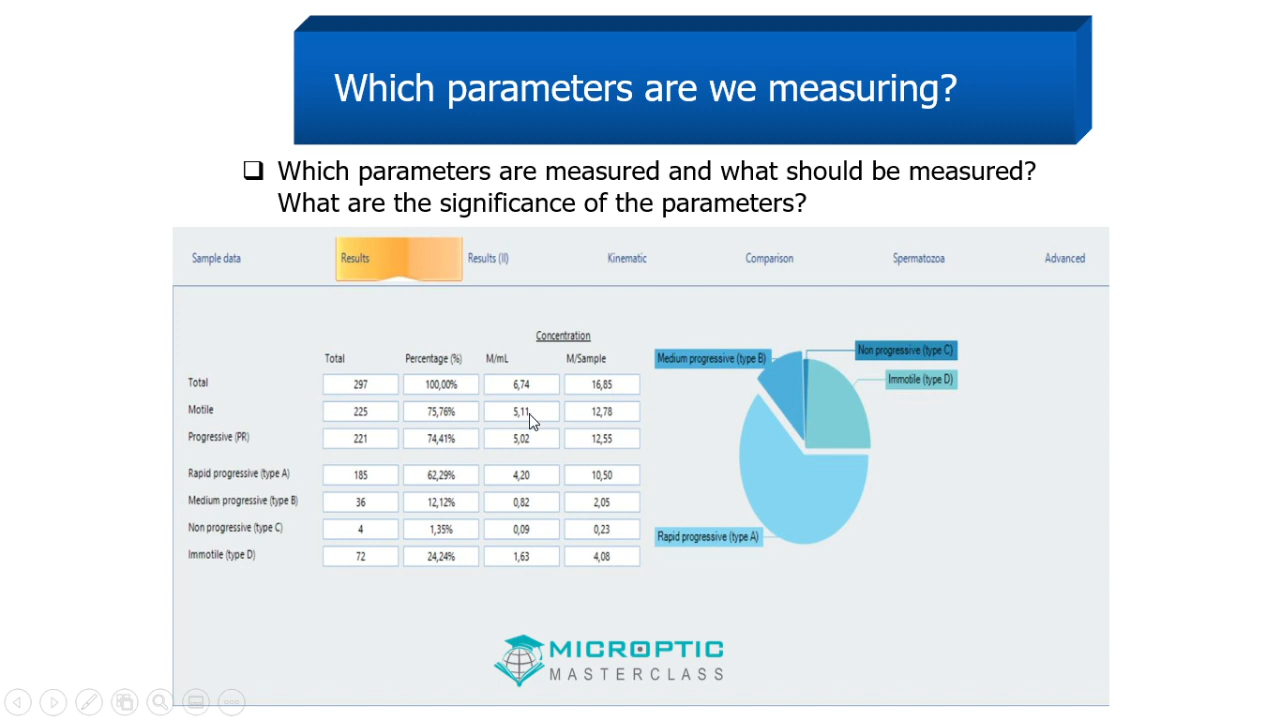 Which parameters are we measuring?
Which parameters are measured and what should be measured?
What are the significance of the parameters?
Sample data Results Results (II) Kinematic Comparison Spermatozoa Advanced
Concentration
Total Percentage (%) M/mL M/Sample
Total 297 100,00% 6,74 16,85
Motile 225 75,76% 5,11 12,78
Progressive (PR) 221 74,41% 5,02 12,55
Rapid progressive (type A) 185 62,29% 4,20 10,50
Medium progressive (type B) 36 12,12% 0,82 2,05
Non progressive (type C) 4 1,35% 0,09 0,23
Immotile (type D) 72 24,24% 1,63 4,08
Non progressive (type C)
Medium progressive (type B)
Immotile (type D)
Rapid progressive (type A)
MICROPTIC
MASTERCLASS